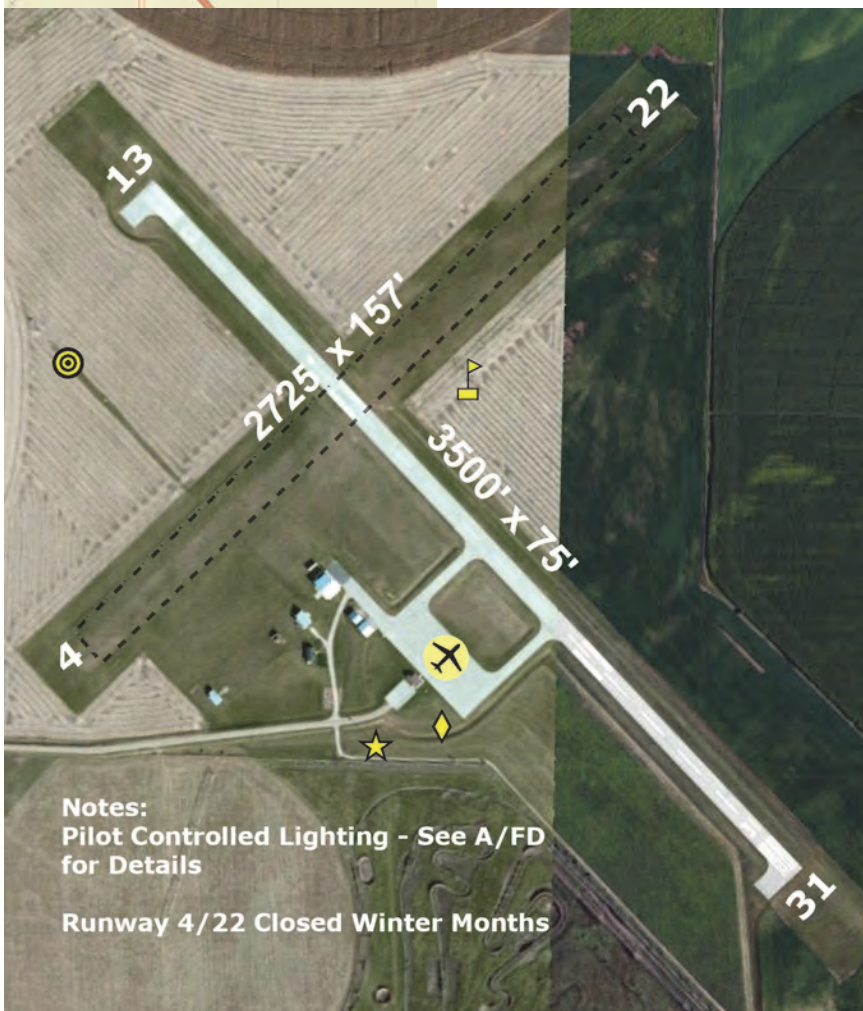 22
13
2725' x 157'
3500' x 75'
4
31
Notes:
Pilot Controlled Lighting - See A/FD
for Details
Runway 4/22 Closed Winter Months